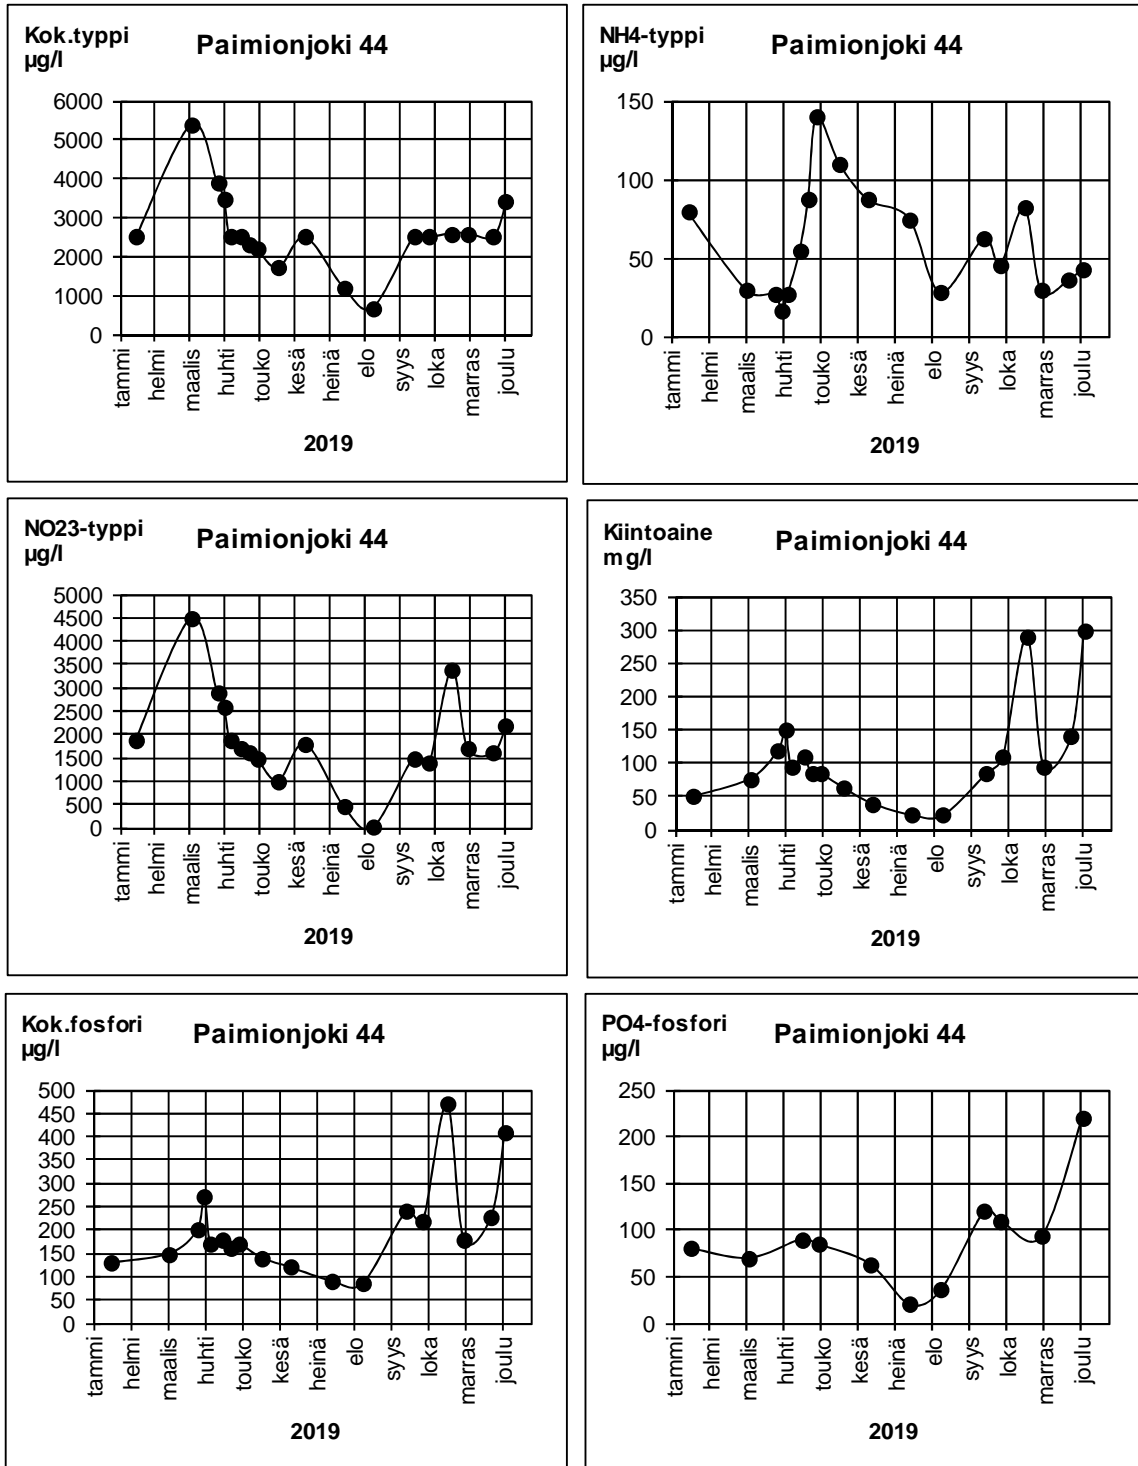 Kok.typpi
µg/l
Paimionjoki 44
6000
5000
4000
3000
2000
1000
0
tammi
helmi
maalis
huhti
touko
kesä
heinä
elo
syys
loka
marras
joulu
2019
NH4-typpi
µg/l
Paimionjoki 44
150
100
50
0
tammi
helmi
maalis
huhti
touko
kesä
heinä
elo
syys
loka
marras
joulu
2019
NO23-typpi
µg/l
Paimionjoki 44
5000
4500
4000
3500
3000
2500
2000
1500
1000
500
0
tammi
helmi
maalis
huhti
touko
kesä
heinä
elo
syys
loka
marras
joulu
2019
Kiintoaine
mg/l
Paimionjoki 44
350
300
250
200
150
100
50
0
tammi
helmi
maalis
huhti
touko
kesä
heinä
elo
syys
loka
marras
joulu
2019
Kok.fosfori
µg/l
Paimionjoki 44
500
450
400
350
300
250
200
150
100
50
0
tammi
helmi
maalis
huhti
touko
kesä
heinä
elo
syys
loka
marras
joulu
2019
PO4-fosfori
µg/l
Paimionjoki 44
250
200
150
100
50
0
tammi
helmi
maalis
huhti
touko
kesä
heinä
elo
syys
loka
marras
joulu
2019